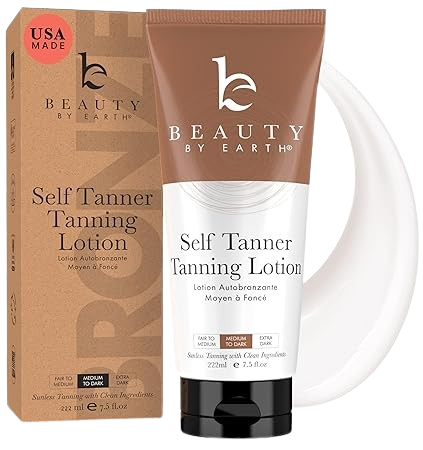 USA
MADE
BEAUTY
BY EARTH®
BRONZE
Self Tanner
Tanning
Lotion
Lotion Autobronzante
Moyen à Foncé
FAIR TO
MEDIUM
MEDIUM
TO DARK
EXTRA
DARK
Sunless Tanning with Clean Ingredients
222 ml e 7.5 fl.oz
b
BEAUTY
BY EARTH®
Self Tanner
Tanning Lotion
Lotion Autobronzante
Moyen à Foncé
FAIR TO
MEDIUM
MEDIUM
TO DARK
EXTRA
DARK
Sunless Tanning with Clean Ingredients
222ml e 7.5 fl.oz